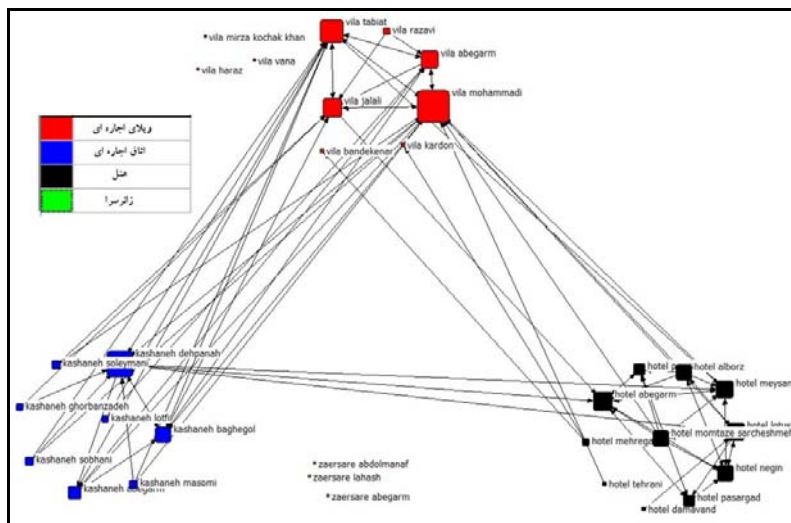 vila tabiat
vila razavi
vila mirza kochak khan
vila vana
vila abegarm
vila haraz
vila jalali
vila mohammadi
ویلای اجاره ای
اتاق اجاره ای
هتل
زائرسرا
vila bandekenar
vila kardon
kashaneh dehpanah
kashaneh soleymani
hotel alborz
hotel meysam
hotel abegarm
kashaneh ghorbanzadeh
kashaneh lotfi
kashaneh baghegol
hotel momtaze sarcheshmeh
hotel mehrega
kashaneh sobhani
zaersare abdolmanaf
zaersare lahash
hotel negin
kashaneh masomi
kashaneh abegarm
zaersare abegarm
hotel tehrani
hotel pasargad
hotel damavand